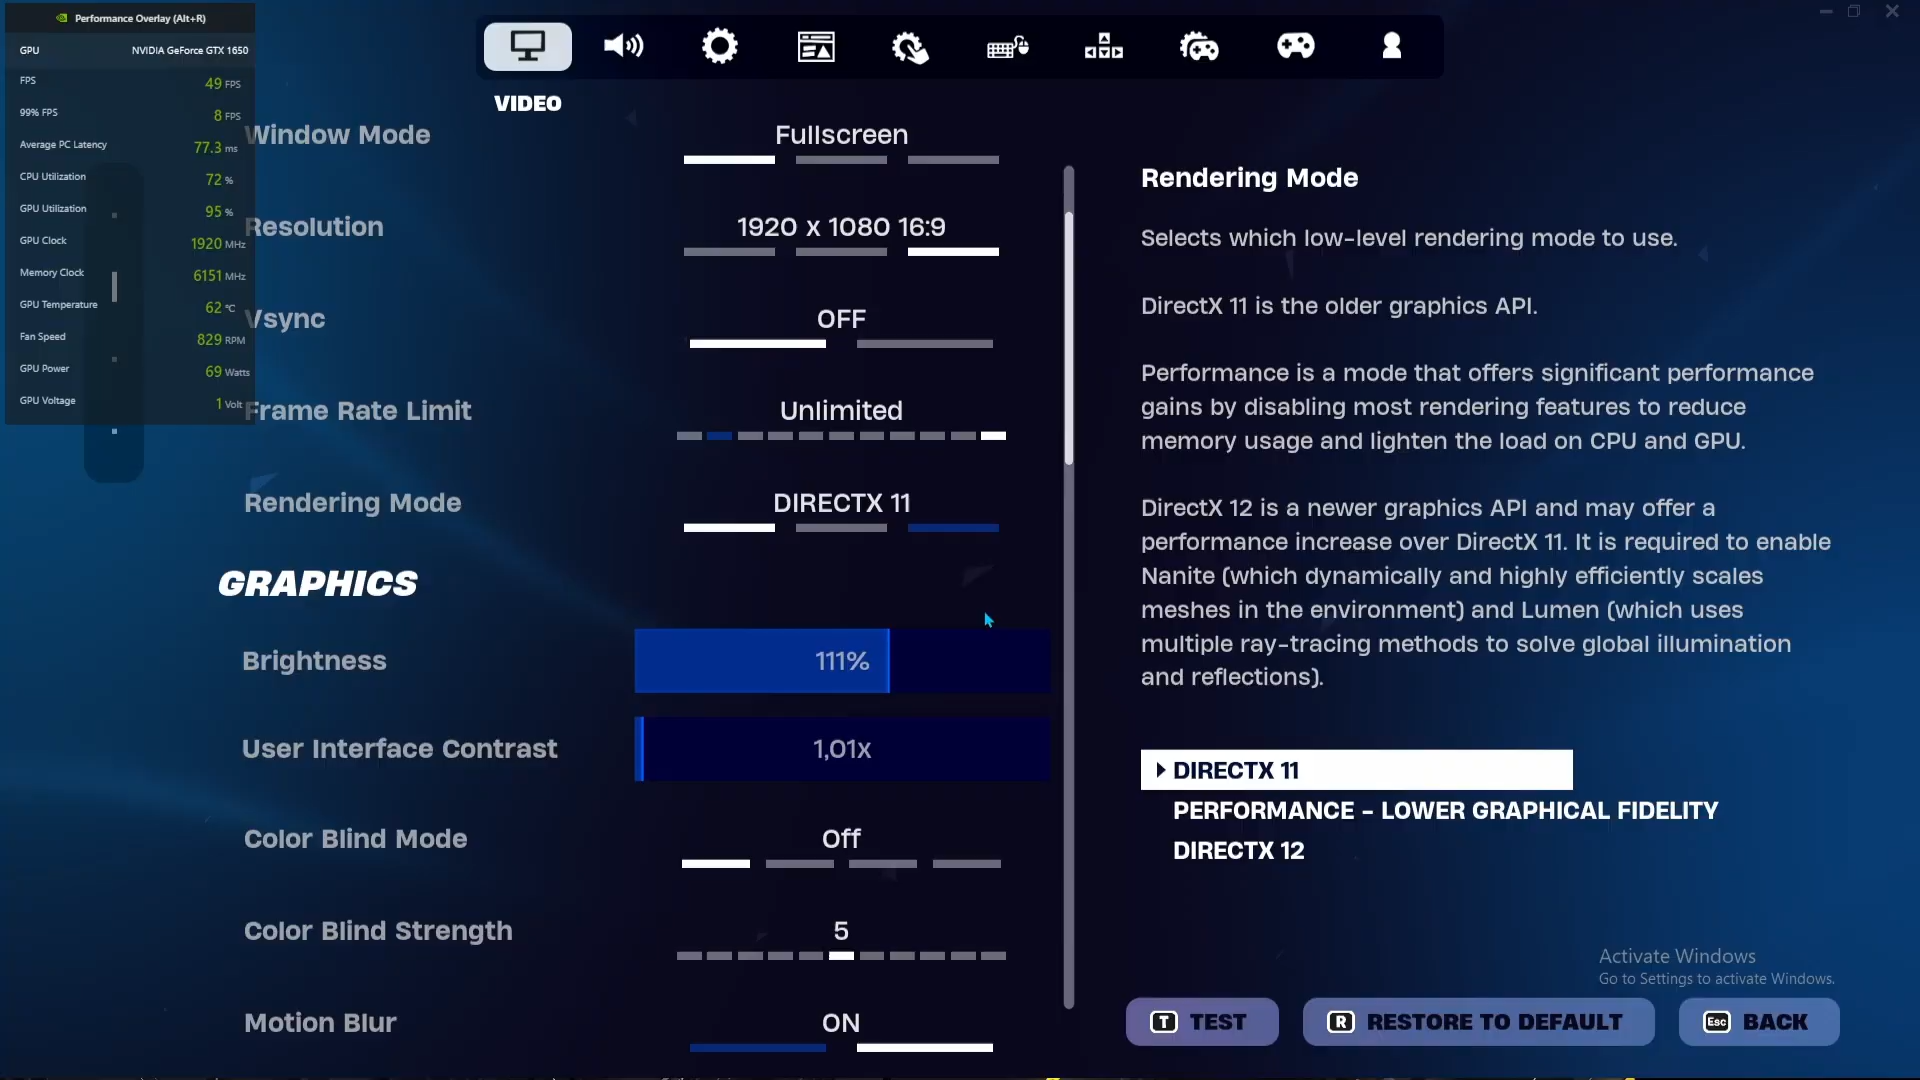 Performance Overlay (Alt+R)
GPU NVIDIA GeForce GTX 1650
FPS 49 FPS
99% FPS 8 FPS
Average PC Latency 77.3 ms
CPU Utilization 72 %
GPU Utilization 95 %
GPU Clock 1920 MHz
Memory Clock 6151 MHz
GPU Temperature 62 °C
Fan Speed 829 RPM
GPU Power 69 Watts
GPU Voltage 1 Volt
VIDEO
Window Mode Fullscreen
Resolution 1920 x 1080 16:9
Vsync OFF
Frame Rate Limit Unlimited
Rendering Mode DIRECTX 11
GRAPHICS
Brightness 111%
User Interface Contrast 1,01x
Color Blind Mode Off
Color Blind Strength 5
Motion Blur ON
Rendering Mode
Selects which low-level rendering mode to use.
DirectX 11 is the older graphics API.
Performance is a mode that offers significant performance
gains by disabling most rendering features to reduce
memory usage and lighten the load on CPU and GPU.
DirectX 12 is a newer graphics API and may offer a
performance increase over DirectX 11. It is required to enable
Nanite (which dynamically and highly efficiently scales
meshes in the environment) and Lumen (which uses
multiple ray-tracing methods to solve global illumination
and reflections).
DIRECTX 11
PERFORMANCE - LOWER GRAPHICAL FIDELITY
DIRECTX 12
Activate Windows
Go to Settings to activate Windows.
T TEST
R RESTORE TO DEFAULT
Esc BACK